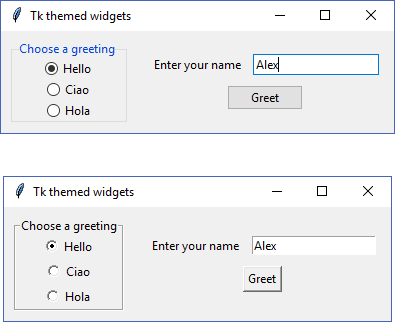 Tk themed widgets
Choose a greeting
Hello
Enter your name Alex
Ciao
Greet
Hola
Tk themed widgets
Choose a greeting
Hello
Enter your name Alex
Ciao
Greet
Hola